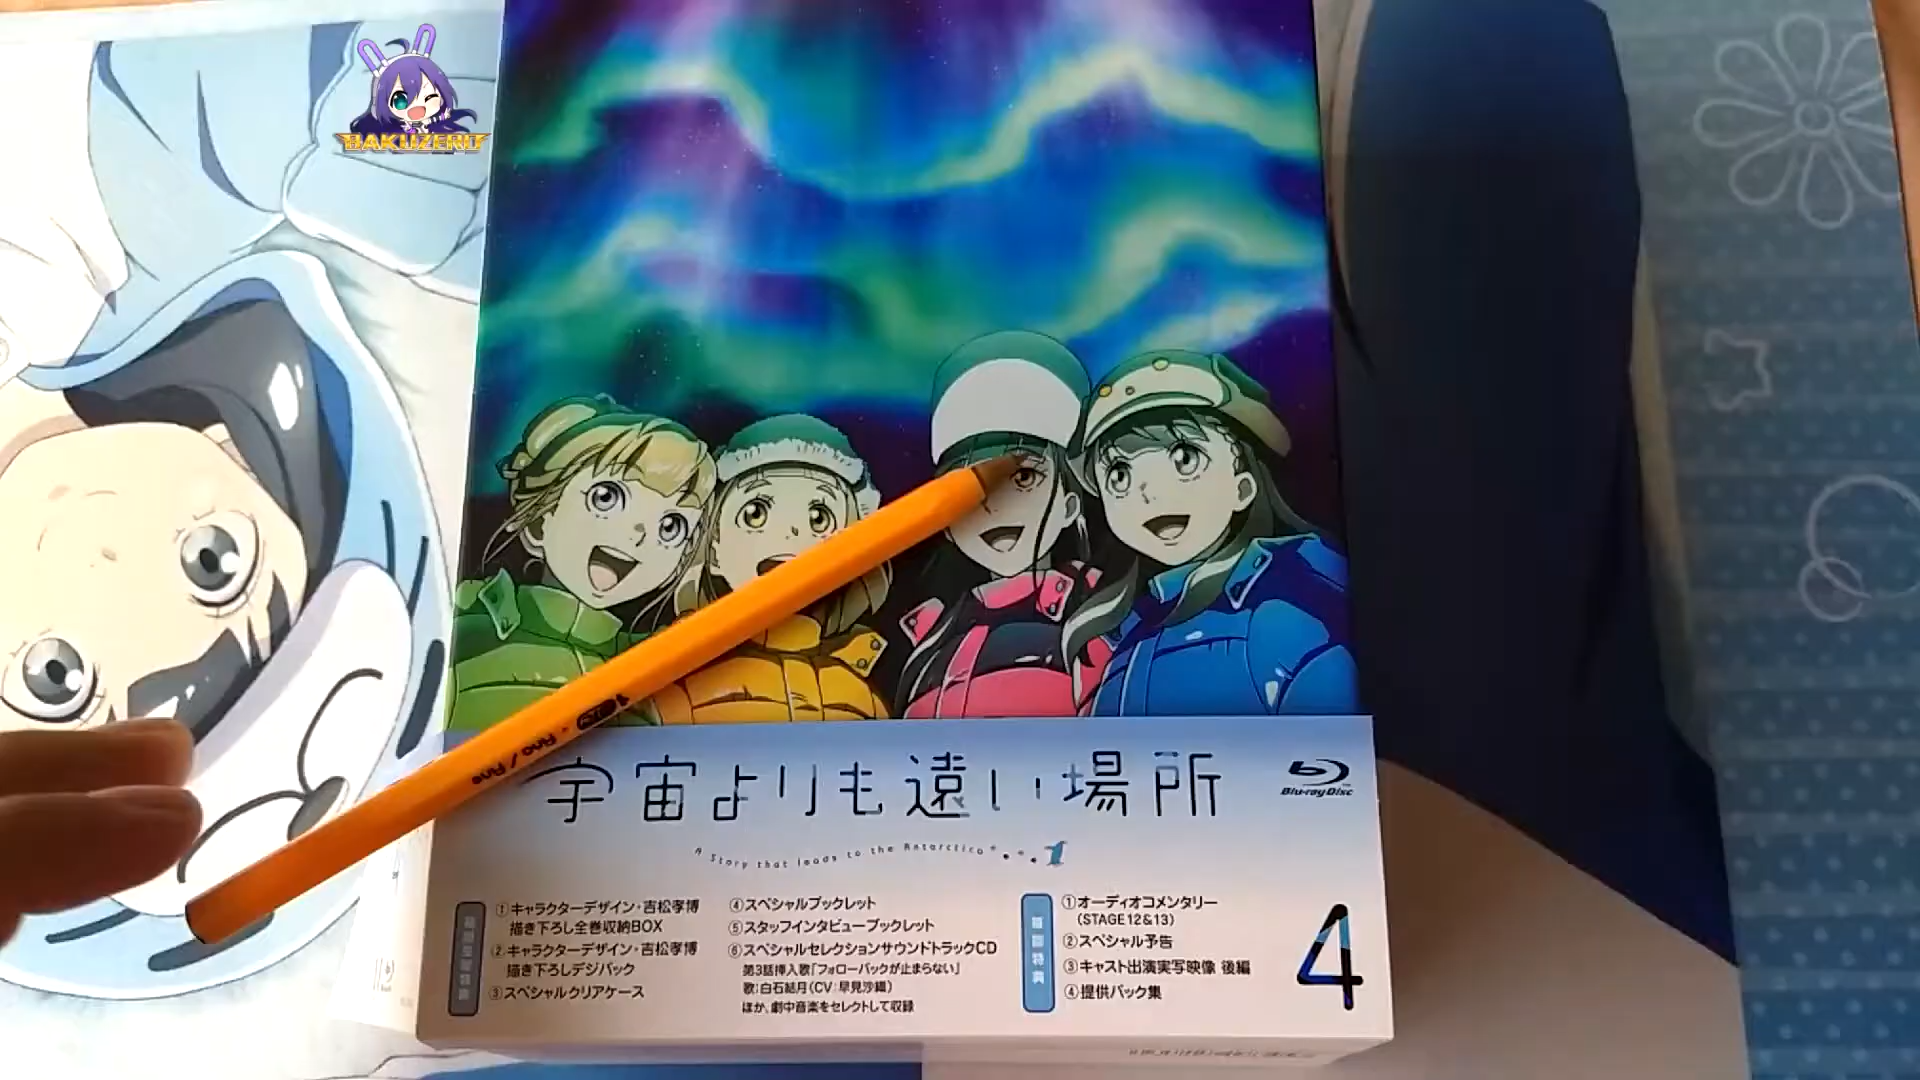 BAKUZERO
宇宙よりも遠い場所
A Story that leads to the Antarctica
Blu-ray Disc
①キャラクターデザイン・吉松孝博
描き下ろし全巻収納BOX
②キャラクターデザイン・吉松孝博
描き下ろしデジパック
③スペシャルクリアケース
④スペシャルブックレット
⑤スタッフインタビューブックレット
⑥スペシャルセレクションサウンドトラックCD
第3話挿入歌「フォローバックが止まらない」
歌:白石結月(CV:早見沙織)
ほか、劇中音楽をセレクトして収録
①オーディオコメンタリー
(STAGE12&13)
②スペシャル予告
③キャスト出演実写映像 後編
④提供バック集
4
Fino / Fine